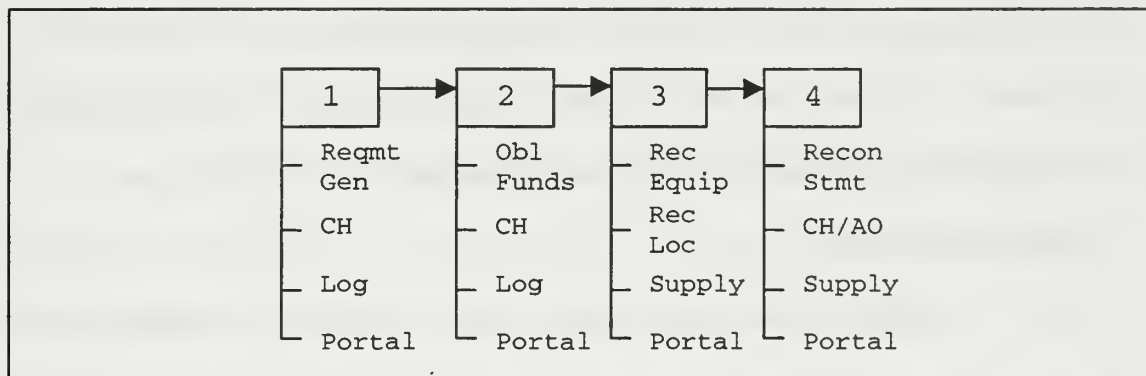 1
2
3
4
Reqmt
Gen
CH
Log
Portal
Obl
Funds
CH
Log
Portal
Rec
Equip
Rec
Loc
Supply
Portal
Recon
Stmt
CH/AO
Supply
Portal